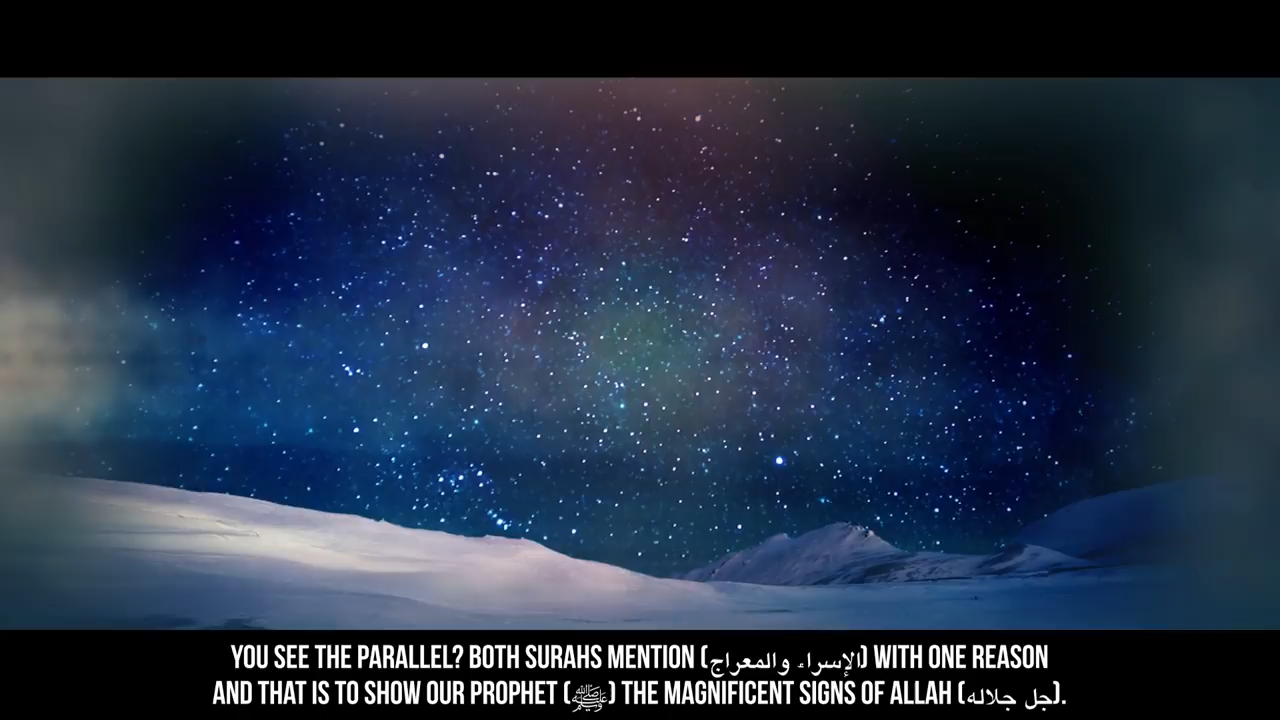 YOU SEE THE PARALLEL? BOTH SURAHS MENTION (الإسراء والمعراج) WITH ONE REASON
AND THAT IS TO SHOW OUR PROPHET (ﷺ) THE MAGNIFICENT SIGNS OF ALLAH (جل جلاله).